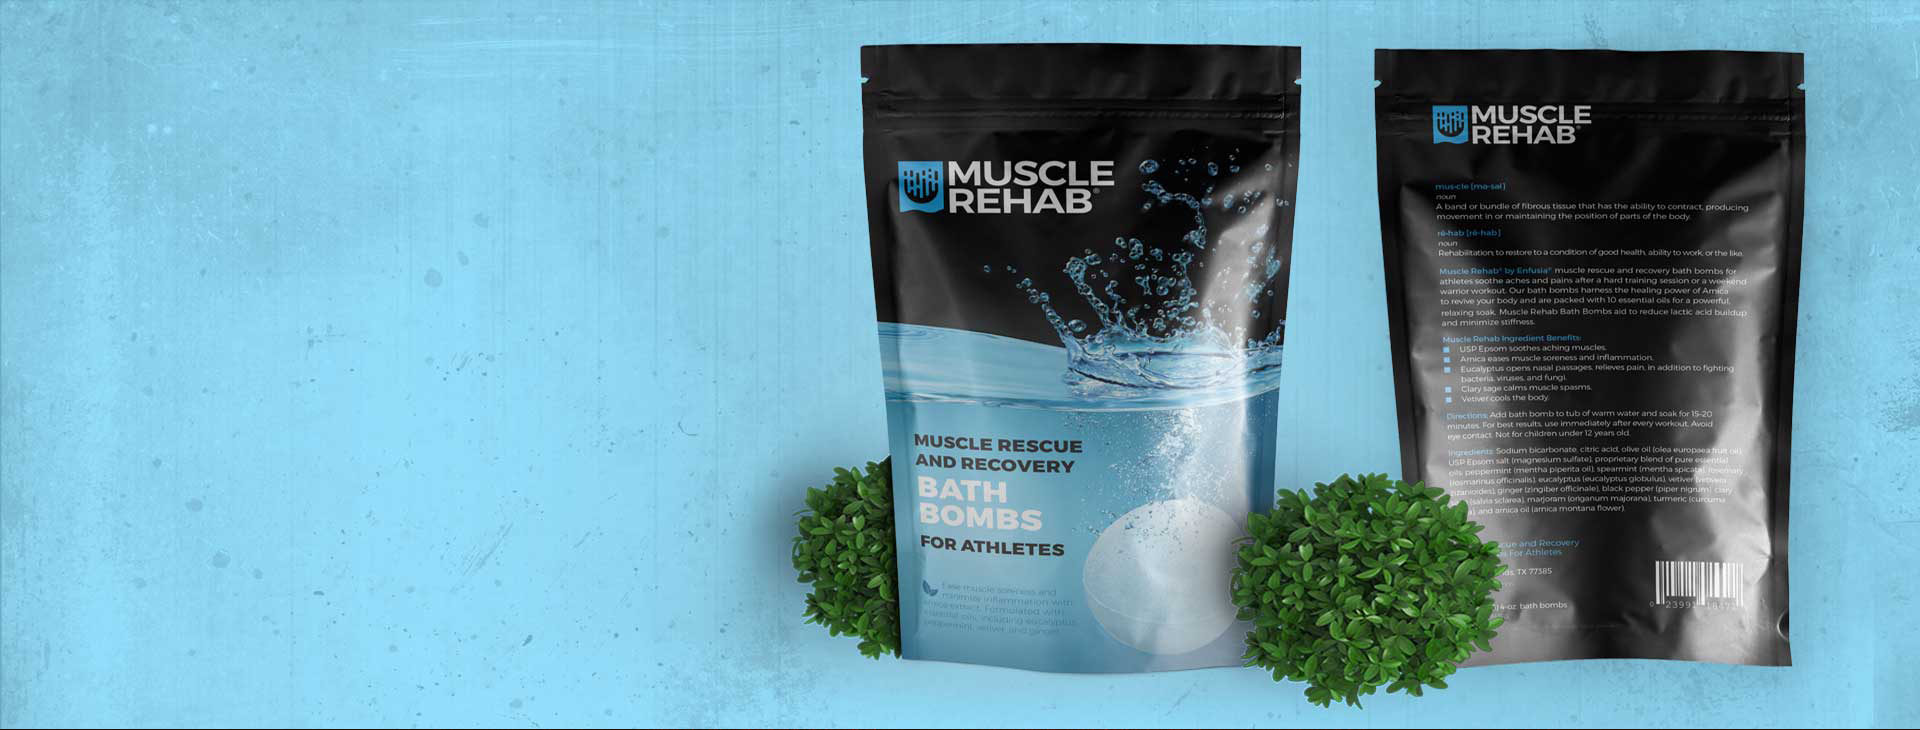 MUSCLE
REHAB®
MUSCLE RESCUE
AND RECOVERY
BATH
BOMBS
FOR ATHLETES
Ease muscle soreness and
minimize inflammation with
arnica extract. Formulated with
essential oils, including eucalyptus,
peppermint, vetiver and ginger.
MUSCLE
REHAB®
mus·cle [mə-səl]
noun
A band or bundle of fibrous tissue that has the ability to contract, producing
movement in or maintaining the position of parts of the body.
rē·hab [rē-hab]
noun
Rehabilitation; to restore to a condition of good health, ability to work, or the like.
Muscle Rehab® by Enfusia® muscle rescue and recovery bath bombs for
athletes soothe aches and pains after a hard training session or a weekend
warrior workout. Our bath bombs harness the healing power of Arnica
to revive your body and are packed with 10 essential oils for a powerful,
relaxing soak. Muscle Rehab Bath Bombs aid to reduce lactic acid buildup
and minimize stiffness.
Muscle Rehab Ingredient Benefits:
USP Epsom soothes aching muscles.
Arnica eases muscle soreness and inflammation.
Eucalyptus opens nasal passages, relieves pain, in addition to fighting
bacteria, viruses, and fungi.
Clary sage calms muscle spasms.
Vetiver cools the body.
Directions: Add bath bomb to tub of warm water and soak for 15-20
minutes. For best results, use immediately after every workout. Avoid
eye contact. Not for children under 12 years old.
Ingredients: Sodium bicarbonate, citric acid, olive oil (olea europaea fruit oil),
USP Epsom salt (magnesium sulfate), proprietary blend of pure essential
oils: peppermint (mentha piperita oil), spearmint (mentha spicata), rosemary
(rosmarinus officinalis), eucalyptus (eucalyptus globulus), vetiver (vetivera
zizanioides), ginger (zingiber officinale), black pepper (piper nigrum), clary
(salvia sclarea), marjoram (origanum majorana), turmeric (curcuma
and arnica oil (arnica montana flower).
and Recovery
For Athletes
TX 77385
4-oz. bath bombs
0 23991